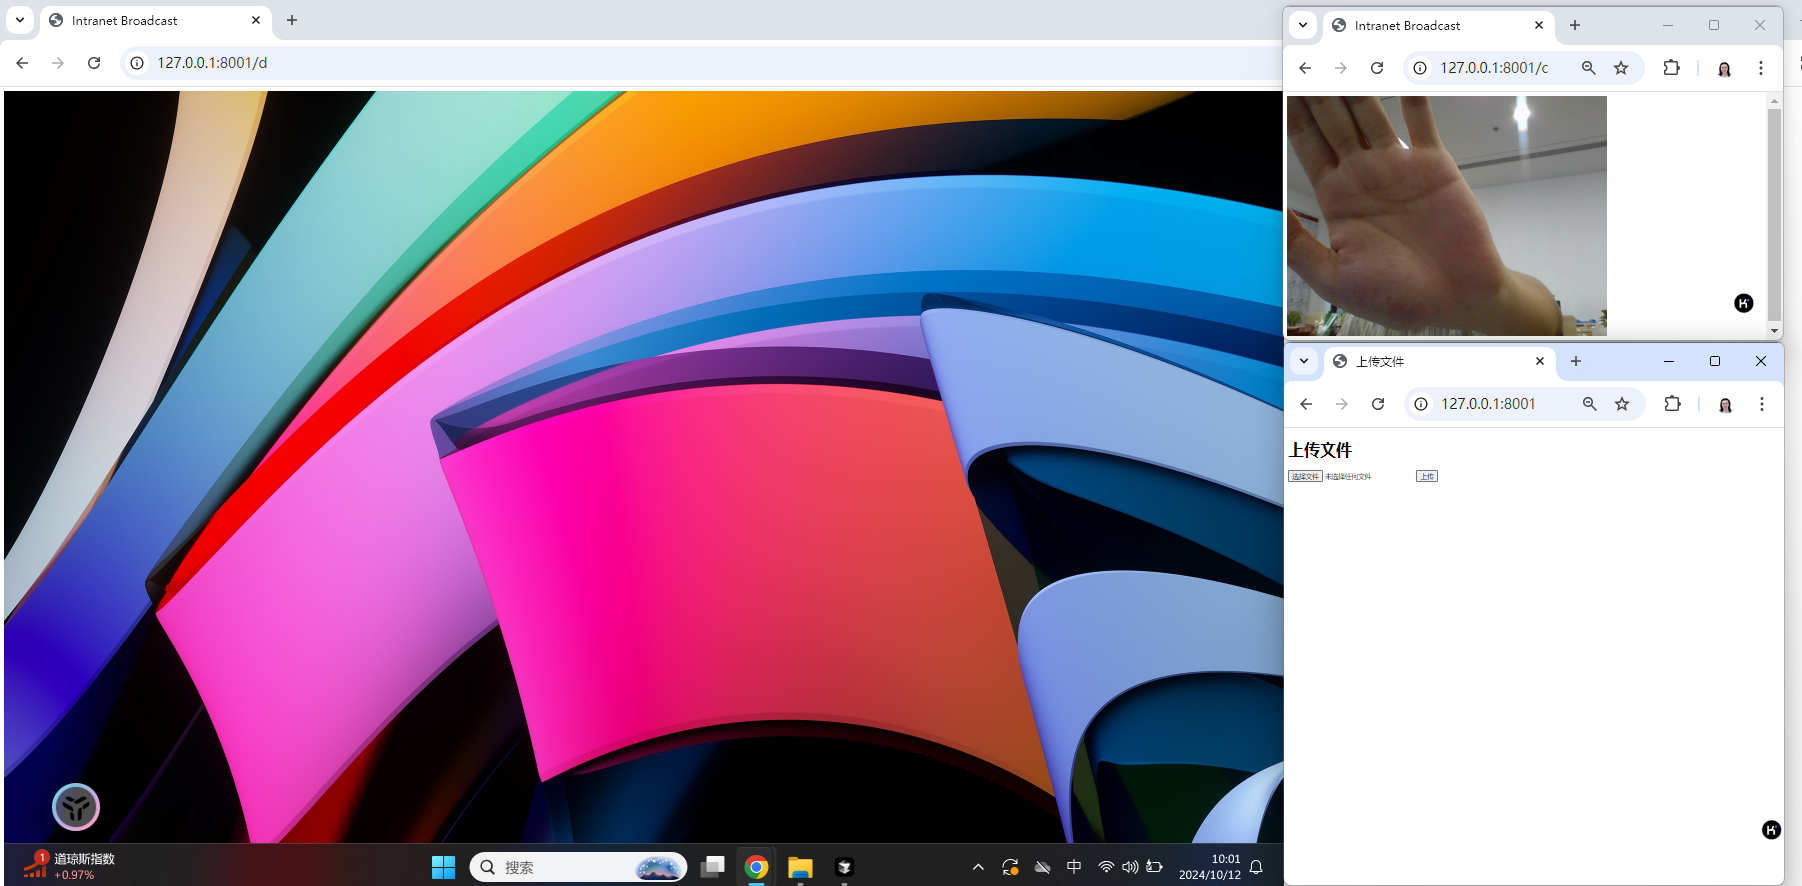 Intranet Broadcast
127.0.0.1:8001/d
Intranet Broadcast
127.0.0.1:8001/c
上传文件
127.0.0.1:8001
上传文件
选择文件 未选择任何文件 上传
1
道琼斯指数
+0.97%
搜索
中
10:01
2024/10/12